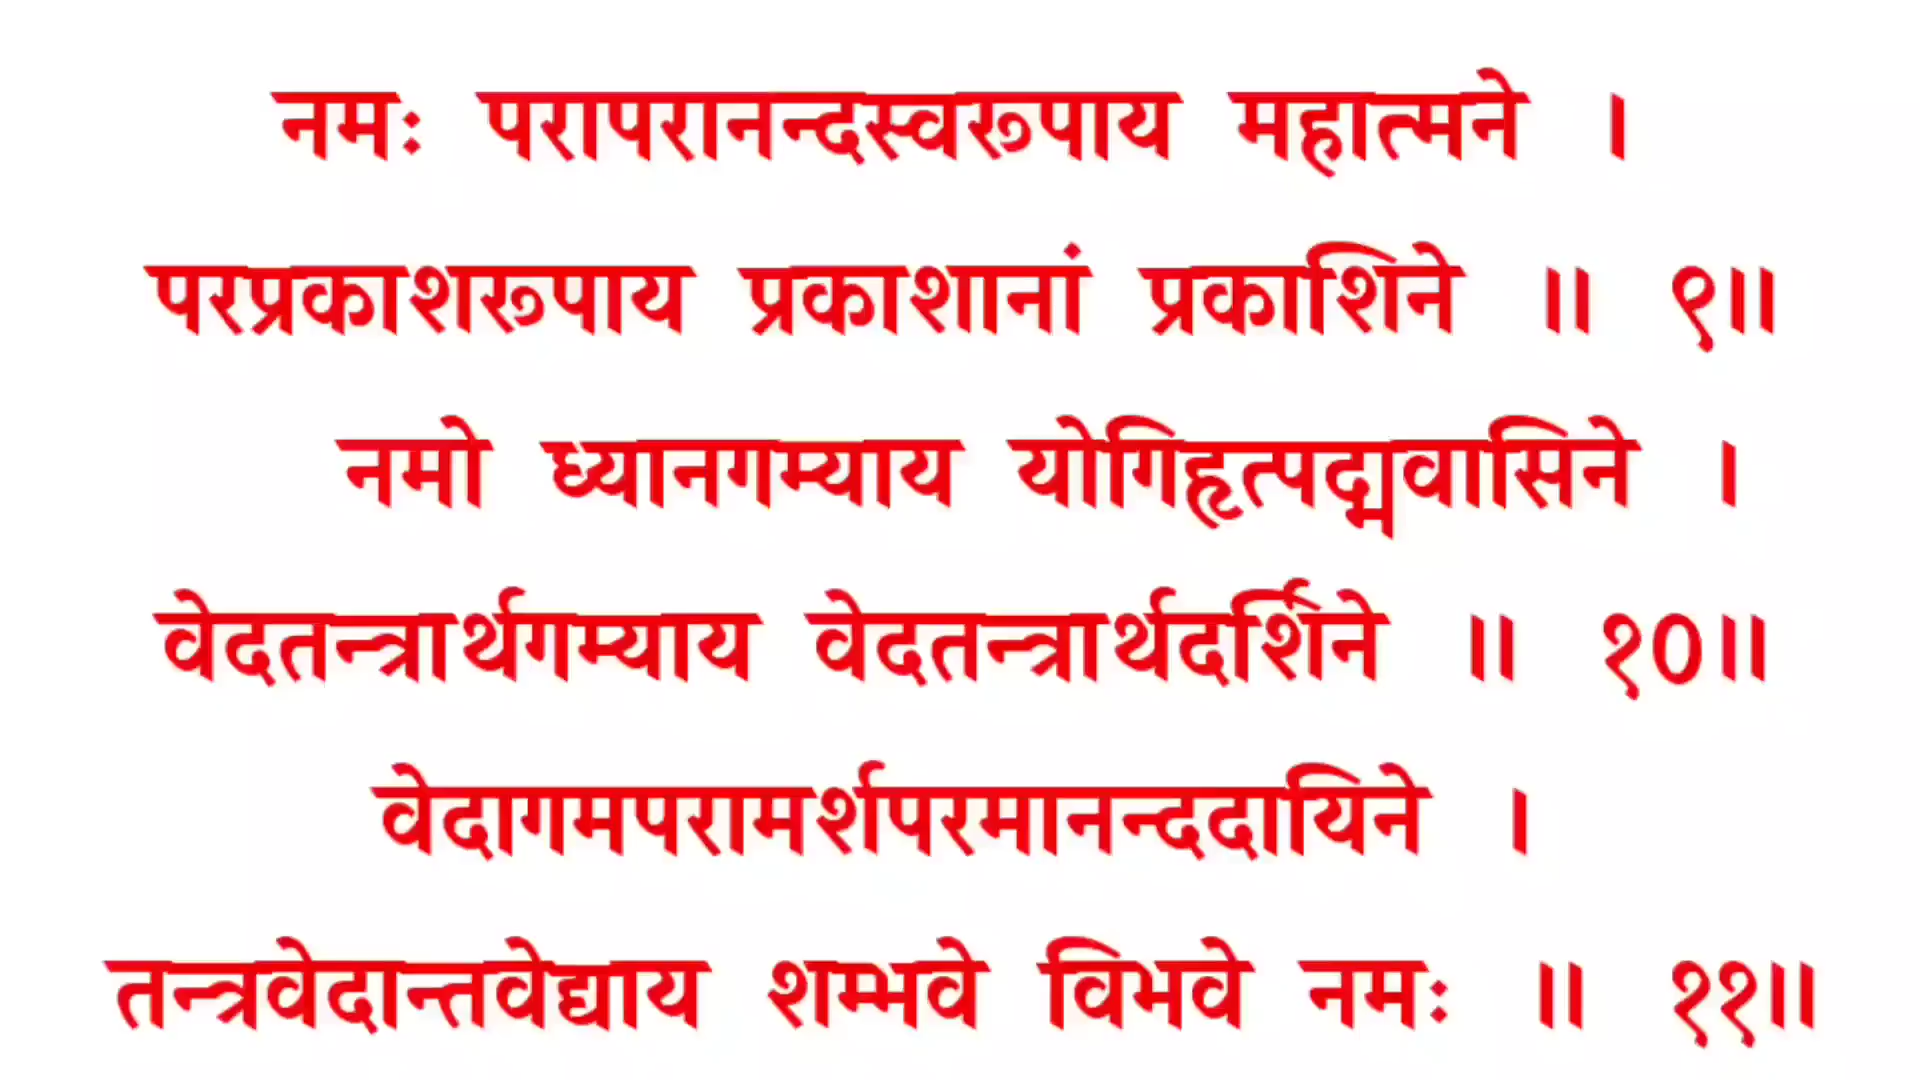 नमः परापरानन्दस्वरूपाय महात्मने ।
परप्रकाशरूपाय प्रकाशानां प्रकाशिने ॥ ९॥
नमो ध्यानगम्याय योगिहृत्पद्मवासिने ।
वेदतन्त्रार्थगम्याय वेदतन्त्रार्थदर्शिने ॥ १०॥
वेदागमपरामर्शपरमानन्ददायिने ।
तन्त्रवेदान्तवेद्याय शम्भवे विभवे नमः ॥ ११॥